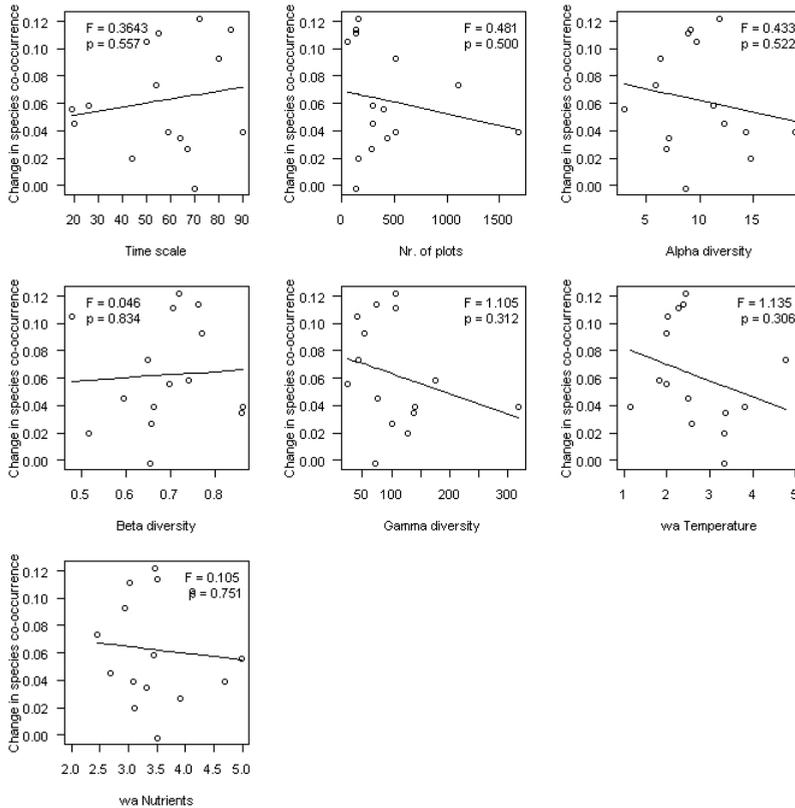 Change in species co-occurrence
0.12
0.10
0.08
0.06
0.04
0.02
0.00
F = 0.3643
p = 0.557
20 30 40 50 60 70 80 90
Time scale
Change in species co-occurrence
0.12
0.10
0.08
0.06
0.04
0.02
0.00
F = 0.481
p = 0.500
0 500 1000 1500
Nr. of plots
Change in species co-occurrence
0.12
0.10
0.08
0.06
0.04
0.02
0.00
F = 0.433
p = 0.522
5 10 15
Alpha diversity
Change in species co-occurrence
0.12
0.10
0.08
0.06
0.04
0.02
0.00
F = 0.046
p = 0.834
0.5 0.6 0.7 0.8
Beta diversity
Change in species co-occurrence
0.12
0.10
0.08
0.06
0.04
0.02
0.00
F = 1.105
p = 0.312
50 100 200 300
Gamma diversity
Change in species co-occurrence
0.12
0.10
0.08
0.06
0.04
0.02
0.00
F = 1.135
p = 0.306
1 2 3 4 5
wa Temperature
Change in species co-occurrence
0.12
0.10
0.08
0.06
0.04
0.02
0.00
F = 0.105
p = 0.751
2.0 2.5 3.0 3.5 4.0 4.5 5.0
wa Nutrients